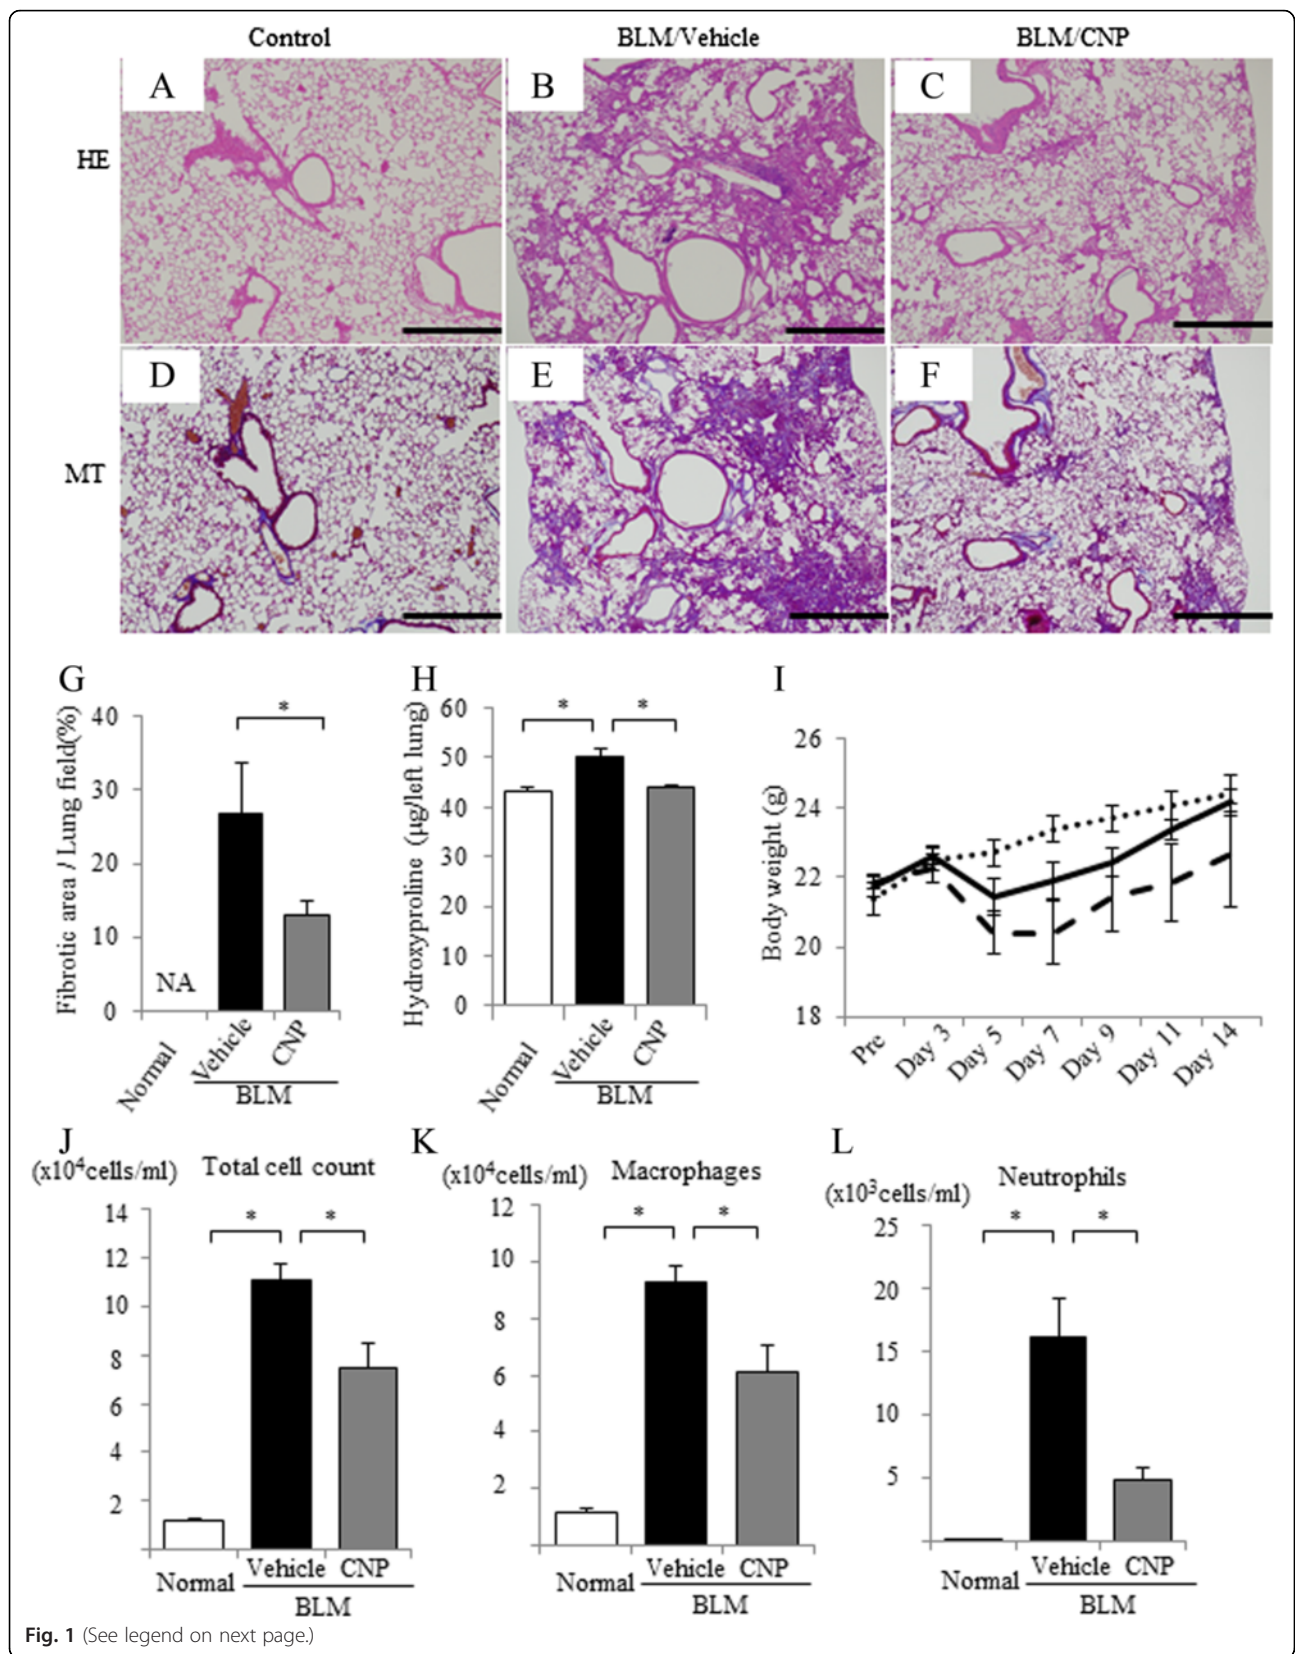 Control BLM/Vehicle BLM/CNP
HE
A B C
MT
D E F
G
Fibrotic area / Lung field(%)
40
30
20
10
0
*
NA
Normal Vehicle CNP
BLM
H
Hydroxyproline (μg/left lung)
60
50
40
30
20
10
0
* *
Normal Vehicle CNP
BLM
I
Body weight (g)
26
24
22
20
18
Pre Day 3 Day 5 Day 7 Day 9 Day 11 Day 14
J
(x10⁴cells/ml) Total cell count
14
12
10
8
6
4
2
* *
Normal Vehicle CNP
BLM
K
(x10⁴cells/ml) Macrophages
12
10
8
6
4
2
* *
Normal Vehicle CNP
BLM
L
(x10³cells/ml) Neutrophils
25
20
15
10
5
* *
Normal Vehicle CNP
BLM
Fig. 1 (See legend on next page.)